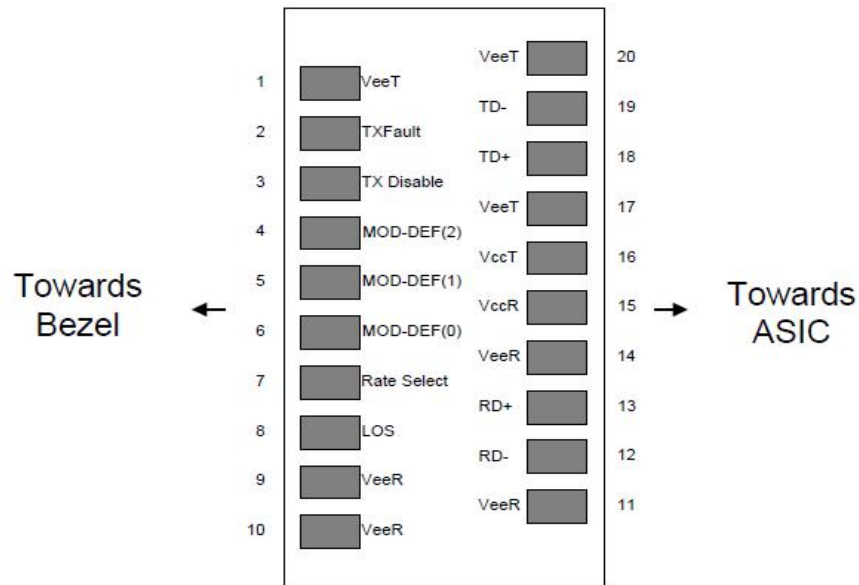 Towards
Bezel
1 VeeT
2 TXFault
3 TX Disable
4 MOD-DEF(2)
5 MOD-DEF(1)
6 MOD-DEF(0)
7 Rate Select
8 LOS
9 VeeR
10 VeeR
VeeT 20
TD- 19
TD+ 18
VeeT 17
VccT 16
VccR 15
VeeR 14
RD+ 13
RD- 12
VeeR 11
Towards
ASIC